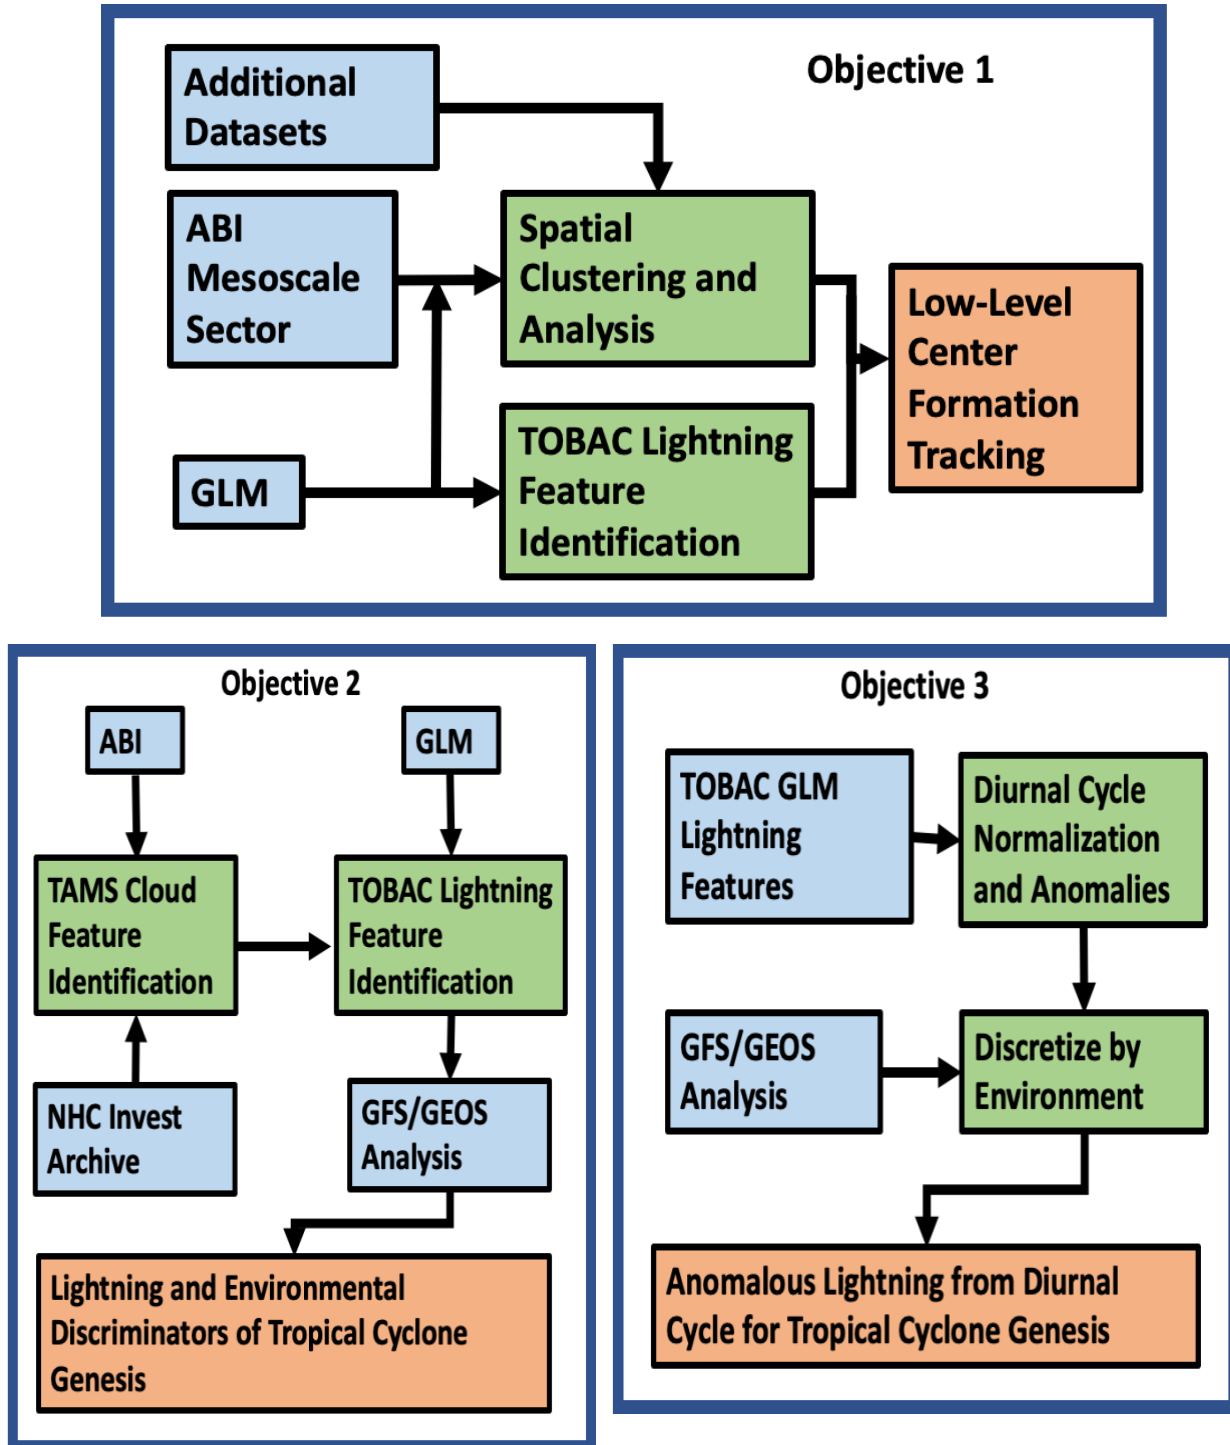 Objective 1
Additional
Datasets
ABI
Mesoscale
Sector
Spatial
Clustering and
Analysis
Low-Level
Center
Formation
Tracking
GLM
TOBAC Lightning
Feature
Identification
Objective 2
ABI
GLM
TAMS Cloud
Feature
Identification
TOBAC Lightning
Feature
Identification
NHC Invest
Archive
GFS/GEOS
Analysis
Lightning and Environmental
Discriminators of Tropical Cyclone
Genesis
Objective 3
TOBAC GLM
Lightning
Features
Diurnal Cycle
Normalization
and Anomalies
GFS/GEOS
Analysis
Discretize by
Environment
Anomalous Lightning from Diurnal
Cycle for Tropical Cyclone Genesis